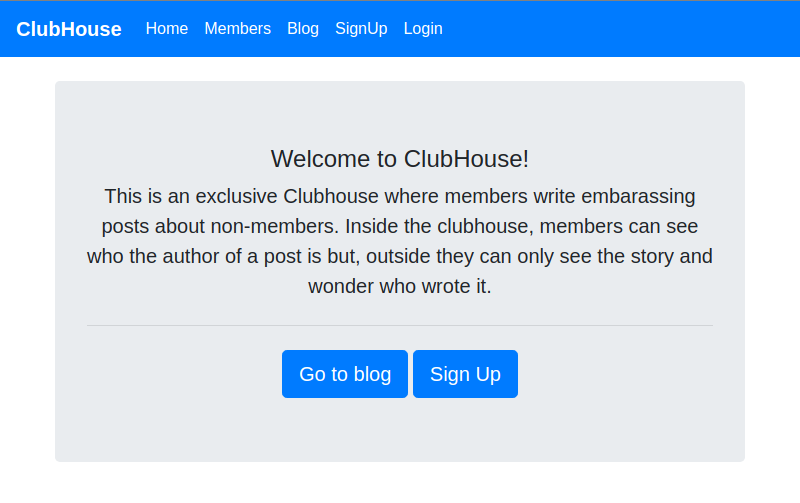 ClubHouse Home Members Blog SignUp Login
Welcome to ClubHouse!
This is an exclusive Clubhouse where members write embarassing
posts about non-members. Inside the clubhouse, members can see
who the author of a post is but, outside they can only see the story and
wonder who wrote it.
Go to blog Sign Up